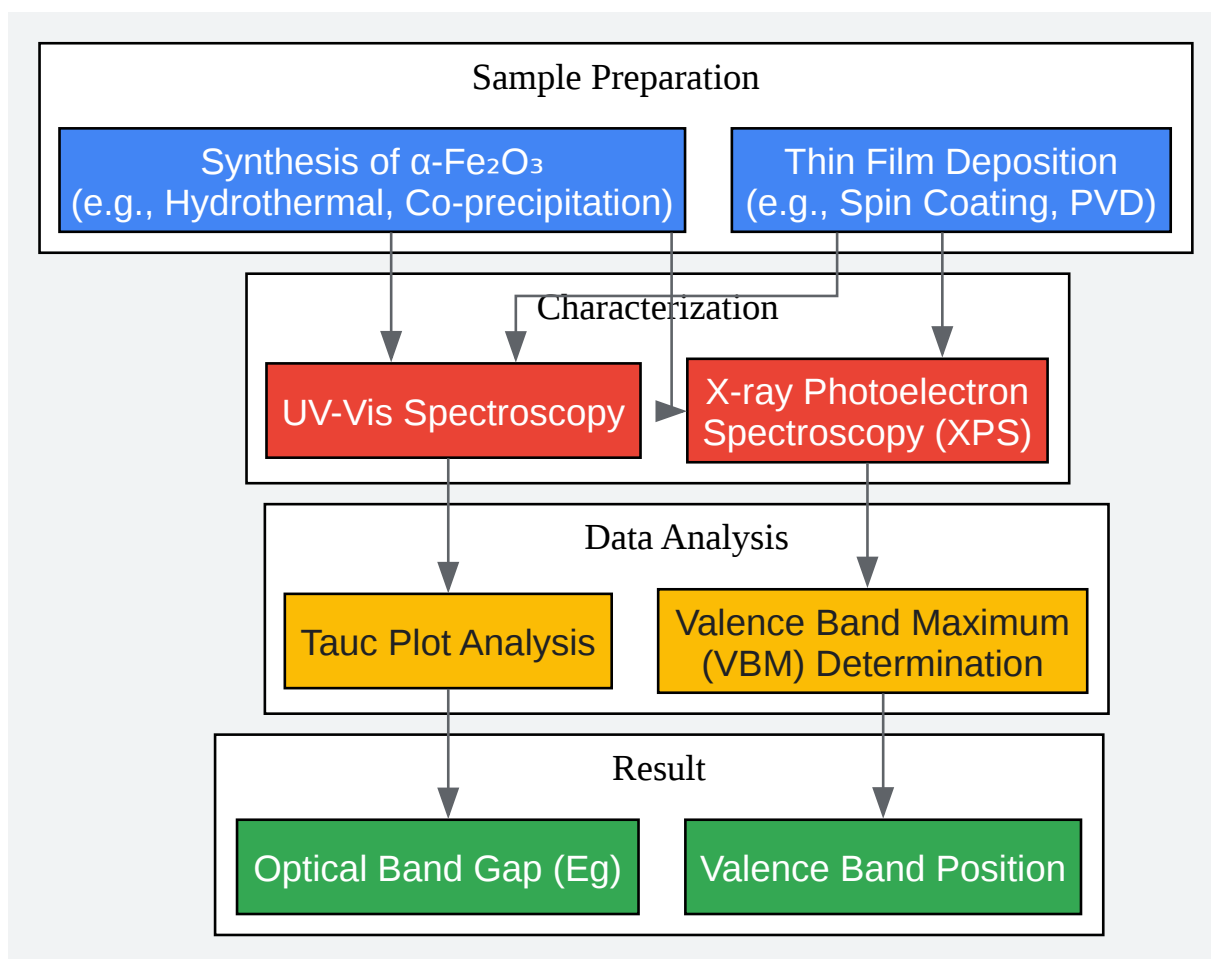 Sample Preparation
Synthesis of α-Fe₂O₃
(e.g., Hydrothermal, Co-precipitation)
Thin Film Deposition
(e.g., Spin Coating, PVD)
Characterization
UV-Vis Spectroscopy
X-ray Photoelectron
Spectroscopy (XPS)
Data Analysis
Tauc Plot Analysis
Valence Band Maximum
(VBM) Determination
Result
Optical Band Gap (Eg)
Valence Band Position